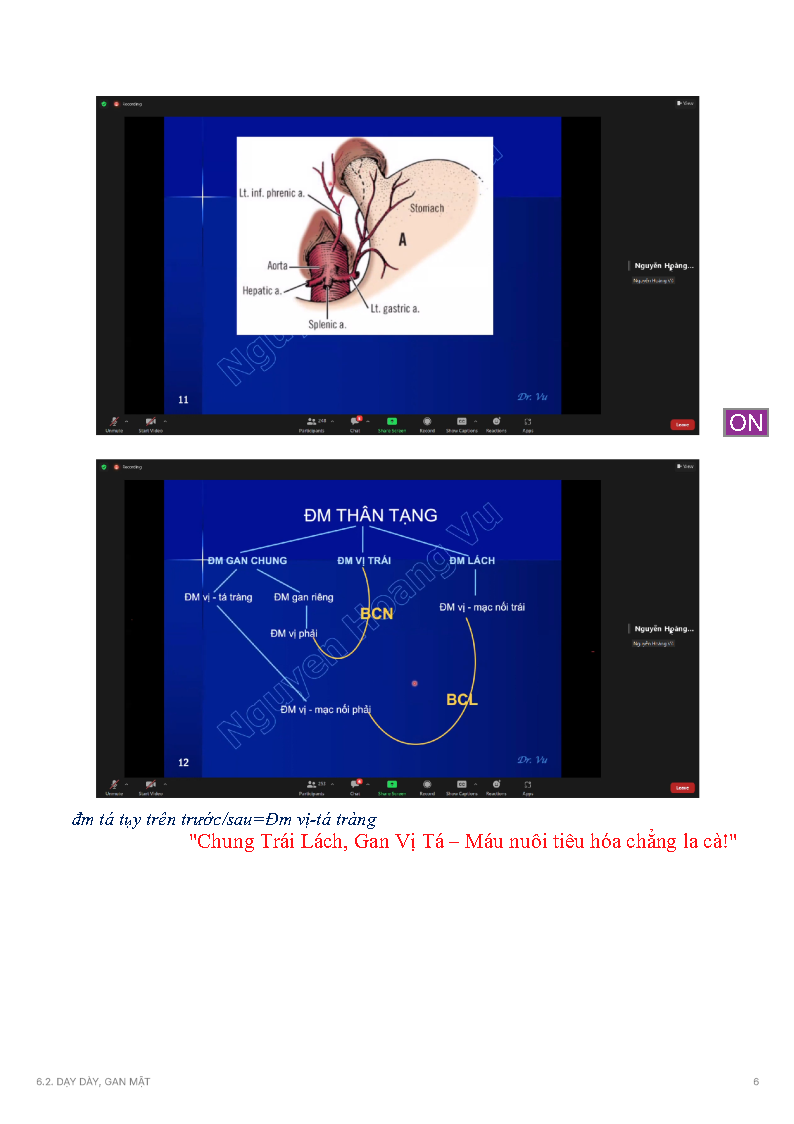 Recording
View
Lt. inf. phrenic a.
Stomach
A
Aorta
Hepatic a.
Lt. gastric a.
Splenic a.
Nguyễn Hoàng...
Nguyễn Hoàng Vũ
11
Dr. Vu
Unmute
Start Video
Participants
Chat
Share Screen
Record
Show Captions
Reactions
Apps
Leave
ON
Recording
View
ĐM THÂN TẠNG
ĐM GAN CHUNG
ĐM VỊ TRÁI
ĐM LÁCH
ĐM vị - tá tràng
ĐM gan riêng
ĐM vị - mạc nối trái
BCN
ĐM vị phải
Nguyễn Hoàng...
Nguyễn Hoàng Vũ
BCL
ĐM vị - mạc nối phải
Nguyen Hoang Vu
12
Dr. Vu
Unmute
Start Video
Participants
Chat
Share Screen
Record
Show Captions
Reactions
Apps
Leave
đm tá tụy trên trước/sau=Đm vị-tá tràng
"Chung Trái Lách, Gan Vị Tá – Máu nuôi tiêu hóa chẳng la cà!"
6.2. DẠY DÀY, GAN MẬT
6